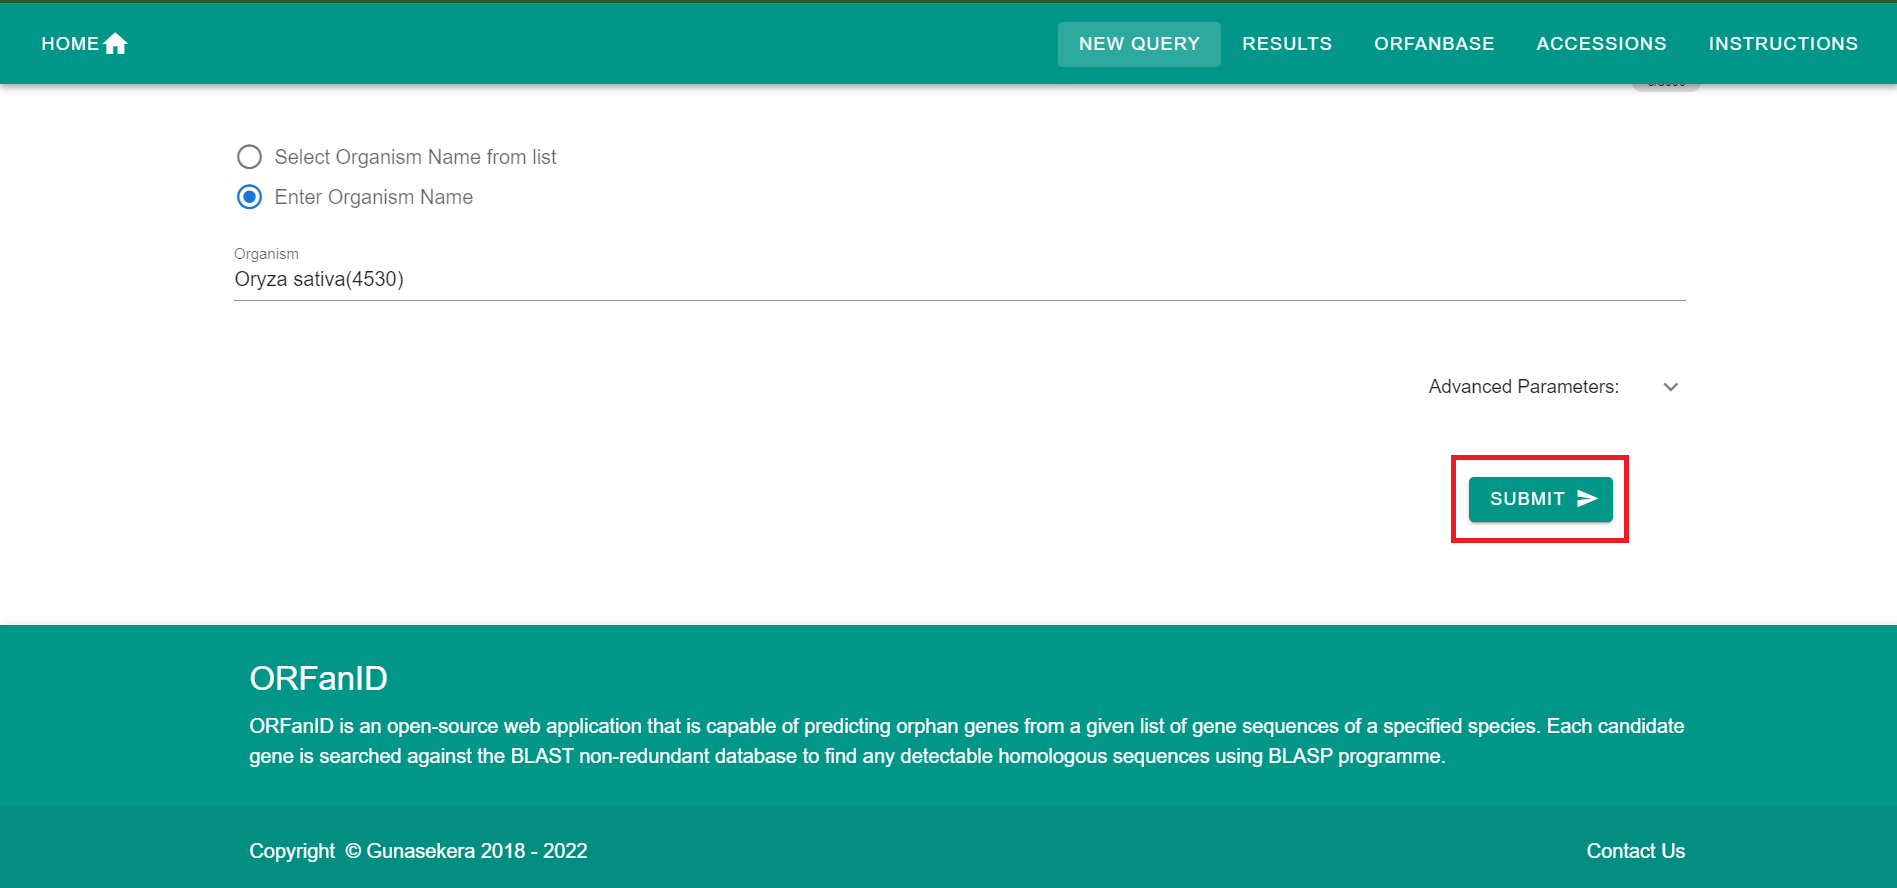 HOME
NEW QUERY
RESULTS
ORFANBASE
ACCESSIONS
INSTRUCTIONS
Select Organism Name from list
Enter Organism Name
Organism
Oryza sativa(4530)
Advanced Parameters:
SUBMIT
ORFanID
ORFanID is an open-source web application that is capable of predicting orphan genes from a given list of gene sequences of a specified species. Each candidate
gene is searched against the BLAST non-redundant database to find any detectable homologous sequences using BLASP programme.
Copyright © Gunasekera 2018 - 2022
Contact Us